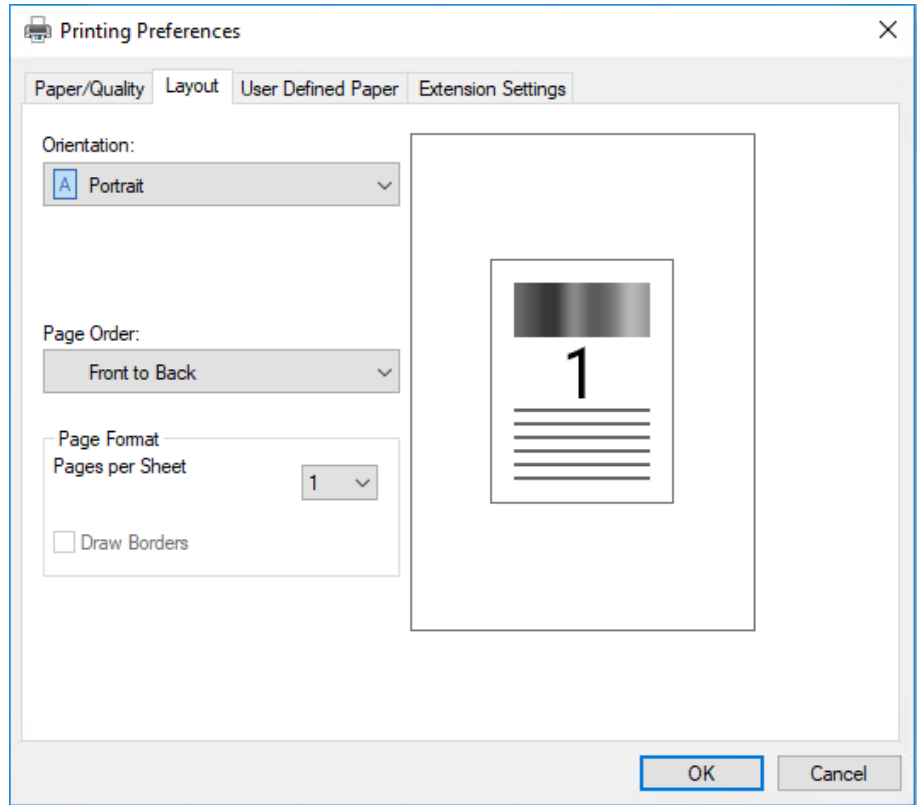 Printing Preferences
Paper/Quality Layout User Defined Paper Extension Settings
Orientation:
A Portrait
Page Order:
Front to Back
Page Format
Pages per Sheet
1
Draw Borders
1
OK Cancel